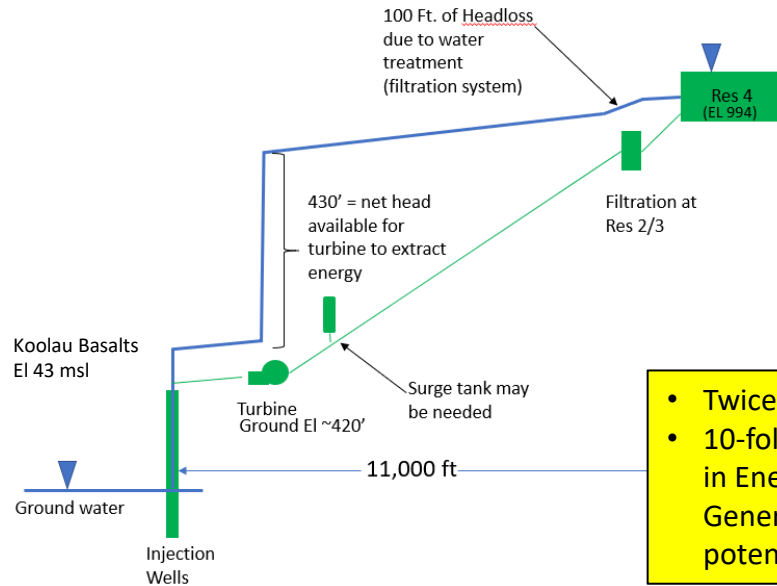 100 Ft. of Headloss
due to water
treatment
(filtration system)
Res 4
(EL 994)
430' = net head
available for
turbine to extract
energy
Filtration at
Res 2/3
Koolau Basalts
El 43 msl
Surge tank may
be needed
Turbine
Ground El ~420'
• Twice
• 10-fol
in Ene
Gener
poten
11,000 ft
Ground water
Injection
Wells